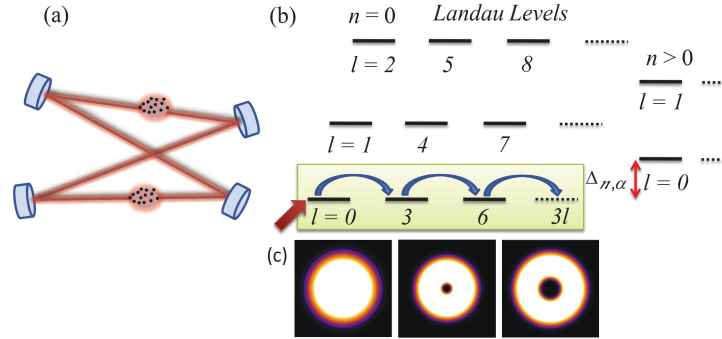 (a)
(b)
n = 0
Landau Levels
l = 2
5
8
n > 0
l = 1
l = 1
4
7
Δn,α
l = 0
l = 0
3
6
3l
(c)